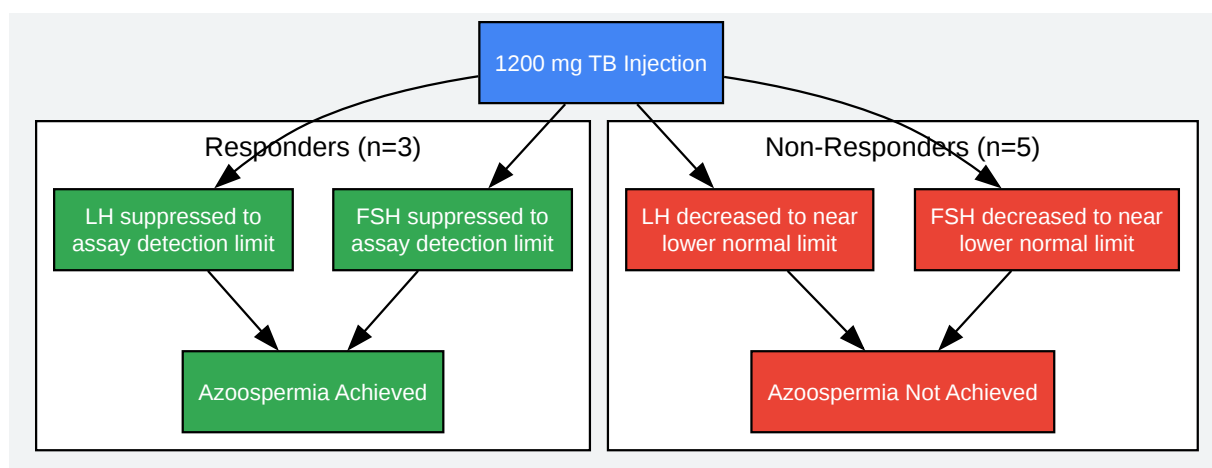 1200 mg TB Injection
Responders (n=3)
LH suppressed to
assay detection limit
FSH suppressed to
assay detection limit
Azoospermia Achieved
Non-Responders (n=5)
LH decreased to near
lower normal limit
FSH decreased to near
lower normal limit
Azoospermia Not Achieved